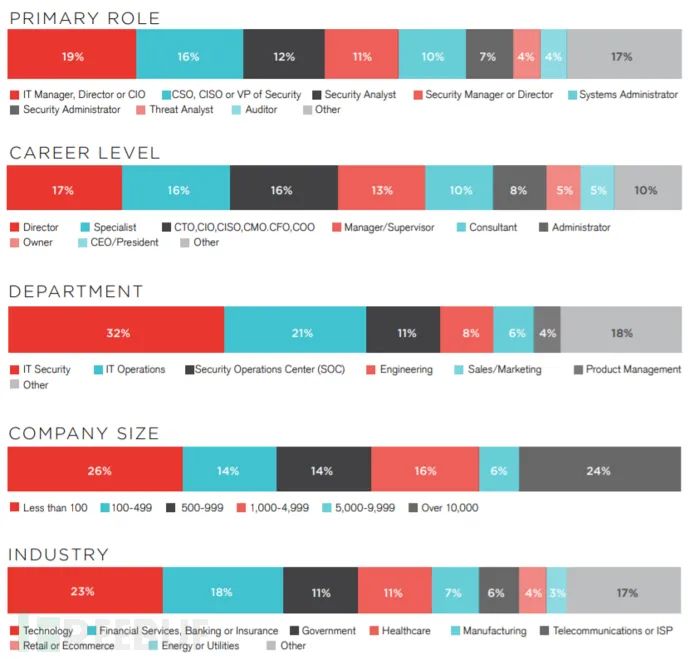 PRIMARY ROLE
19% 16% 12% 11% 10% 7% 4% 4% 17%
IT Manager, Director or CIO CSO, CISO or VP of Security Security Analyst Security Manager or Director Systems Administrator
Security Administrator Threat Analyst Auditor Other
CAREER LEVEL
17% 16% 16% 13% 10% 8% 5% 5% 10%
Director Specialist CTO,CIO,CISO,CMO.CFO,COO Manager/Supervisor Consultant Administrator
Owner CEO/President Other
DEPARTMENT
32% 21% 11% 8% 6% 4% 18%
IT Security IT Operations Security Operations Center (SOC) Engineering Sales/Marketing Product Management
Other
COMPANY SIZE
26% 14% 14% 16% 6% 24%
Less than 100 100-499 500-999 1,000-4,999 5,000-9,999 Over 10,000
INDUSTRY
23% 18% 11% 11% 7% 6% 4% 3% 17%
Technology Financial Services, Banking or Insurance Government Healthcare Manufacturing Telecommunications or ISP
Retail or Ecommerce Energy or Utilities Other